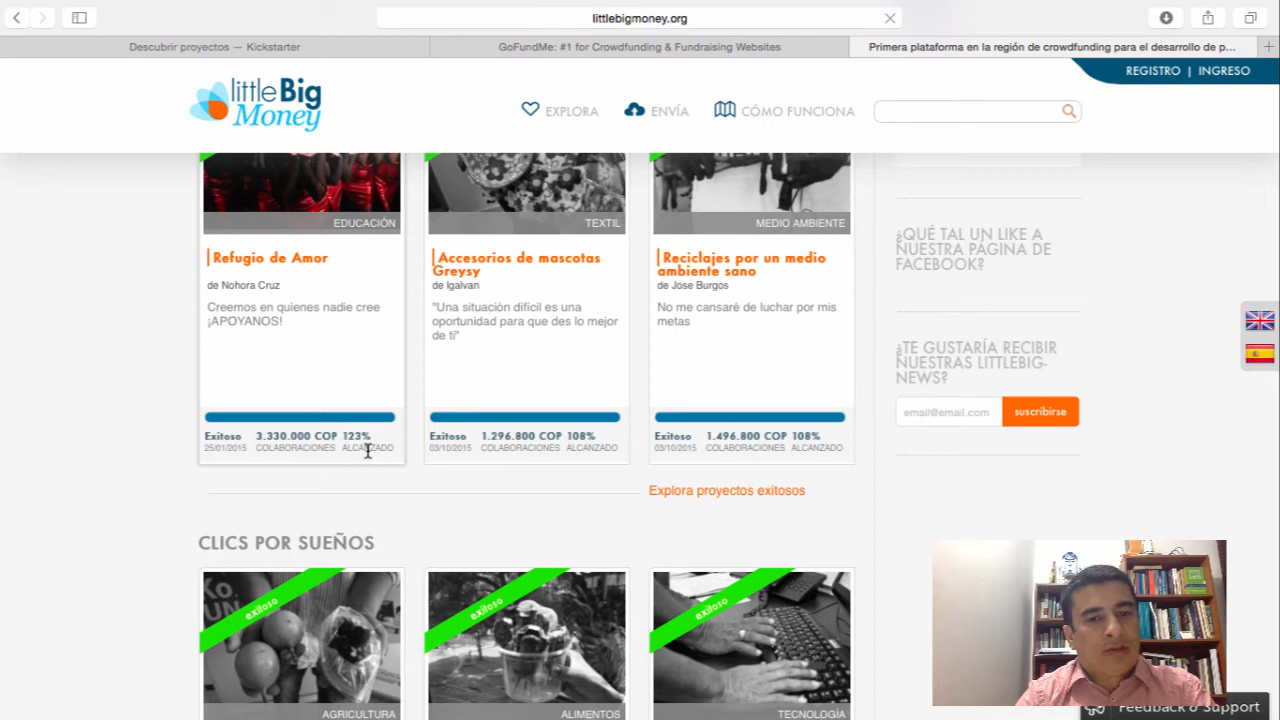 littlebigmoney.org
Descubrir proyectos — Kickstarter
GoFundMe: #1 for Crowdfunding & Fundraising Websites
Primera plataforma en la región de crowdfunding para el desarrollo de p...
REGISTRO | INGRESO
little Big Money
EXPLORA
ENVÍA
CÓMO FUNCIONA
EDUCACIÓN
TEXTIL
MEDIO AMBIENTE
Refugio de Amor
de Nohora Cruz
Creemos en quienes nadie cree
¡APOYANOS!
Exitoso 3.330.000 COP 123%
25/01/2015 COLABORACIONES ALCANZADO
Accesorios de mascotas
Greysy
de lgalvan
"Una situación difícil es una
oportunidad para que des lo mejor
de tí"
Exitoso 1.296.800 COP 108%
03/10/2015 COLABORACIONES ALCANZADO
Reciclajes por un medio
ambiente sano
de Jose Burgos
No me cansaré de luchar por mis
metas
Exitoso 1.496.800 COP 108%
03/10/2015 COLABORACIONES ALCANZADO
¿QUÉ TAL UN LIKE A
NUESTRA PÁGINA DE
FACEBOOK?
¿TE GUSTARÍA RECIBIR
NUESTRAS LITTLEBIG-
NEWS?
email@email.com
suscribirse
Explora proyectos exitosos
CLICS POR SUEÑOS
exitoso
exitoso
exitoso
AGRICULTURA
ALIMENTOS
TECNOLOGÍA
Feedback & Support